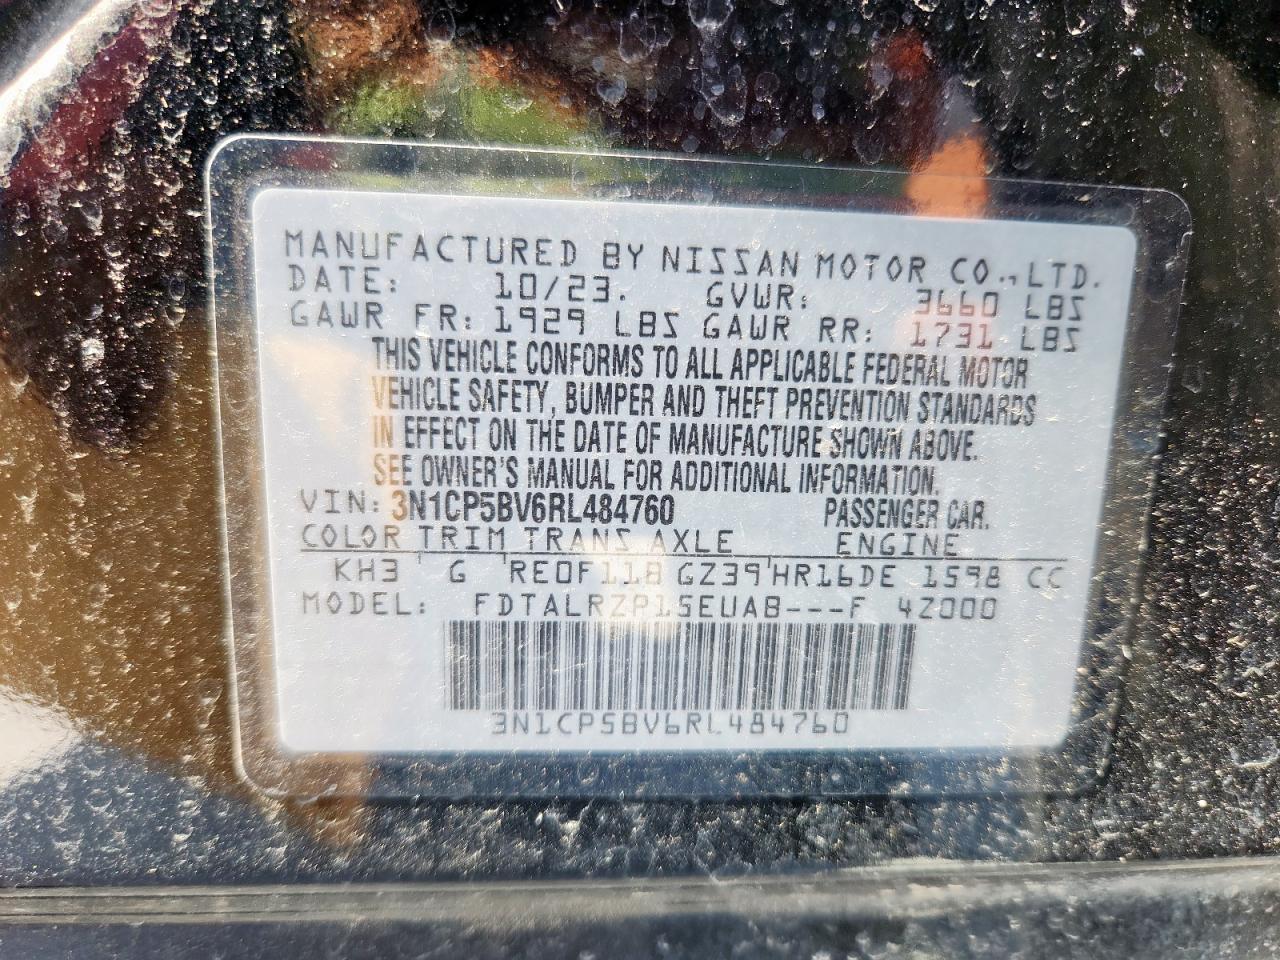 MANUFACTURED BY NISSAN MOTOR CO., LTD.
DATE: 10/23. GVWR: 3660 LBS
GAWR FR: 1929 LBS GAWR RR: 1731 LBS
THIS VEHICLE CONFORMS TO ALL APPLICABLE FEDERAL MOTOR
VEHICLE SAFETY, BUMPER AND THEFT PREVENTION STANDARDS
IN EFFECT ON THE DATE OF MANUFACTURE SHOWN ABOVE.
SEE OWNER'S MANUAL FOR ADDITIONAL INFORMATION.
VIN: 3N1CP5BV6RL484760 PASSENGER CAR.
COLOR TRIM TRANS AXLE ENGINE
KH3 G RE0F11B GZ39 HR16DE 1598 CC
MODEL: FDTALRZP15EUAB---F 4Z000
3N1CP5BV6RL484760